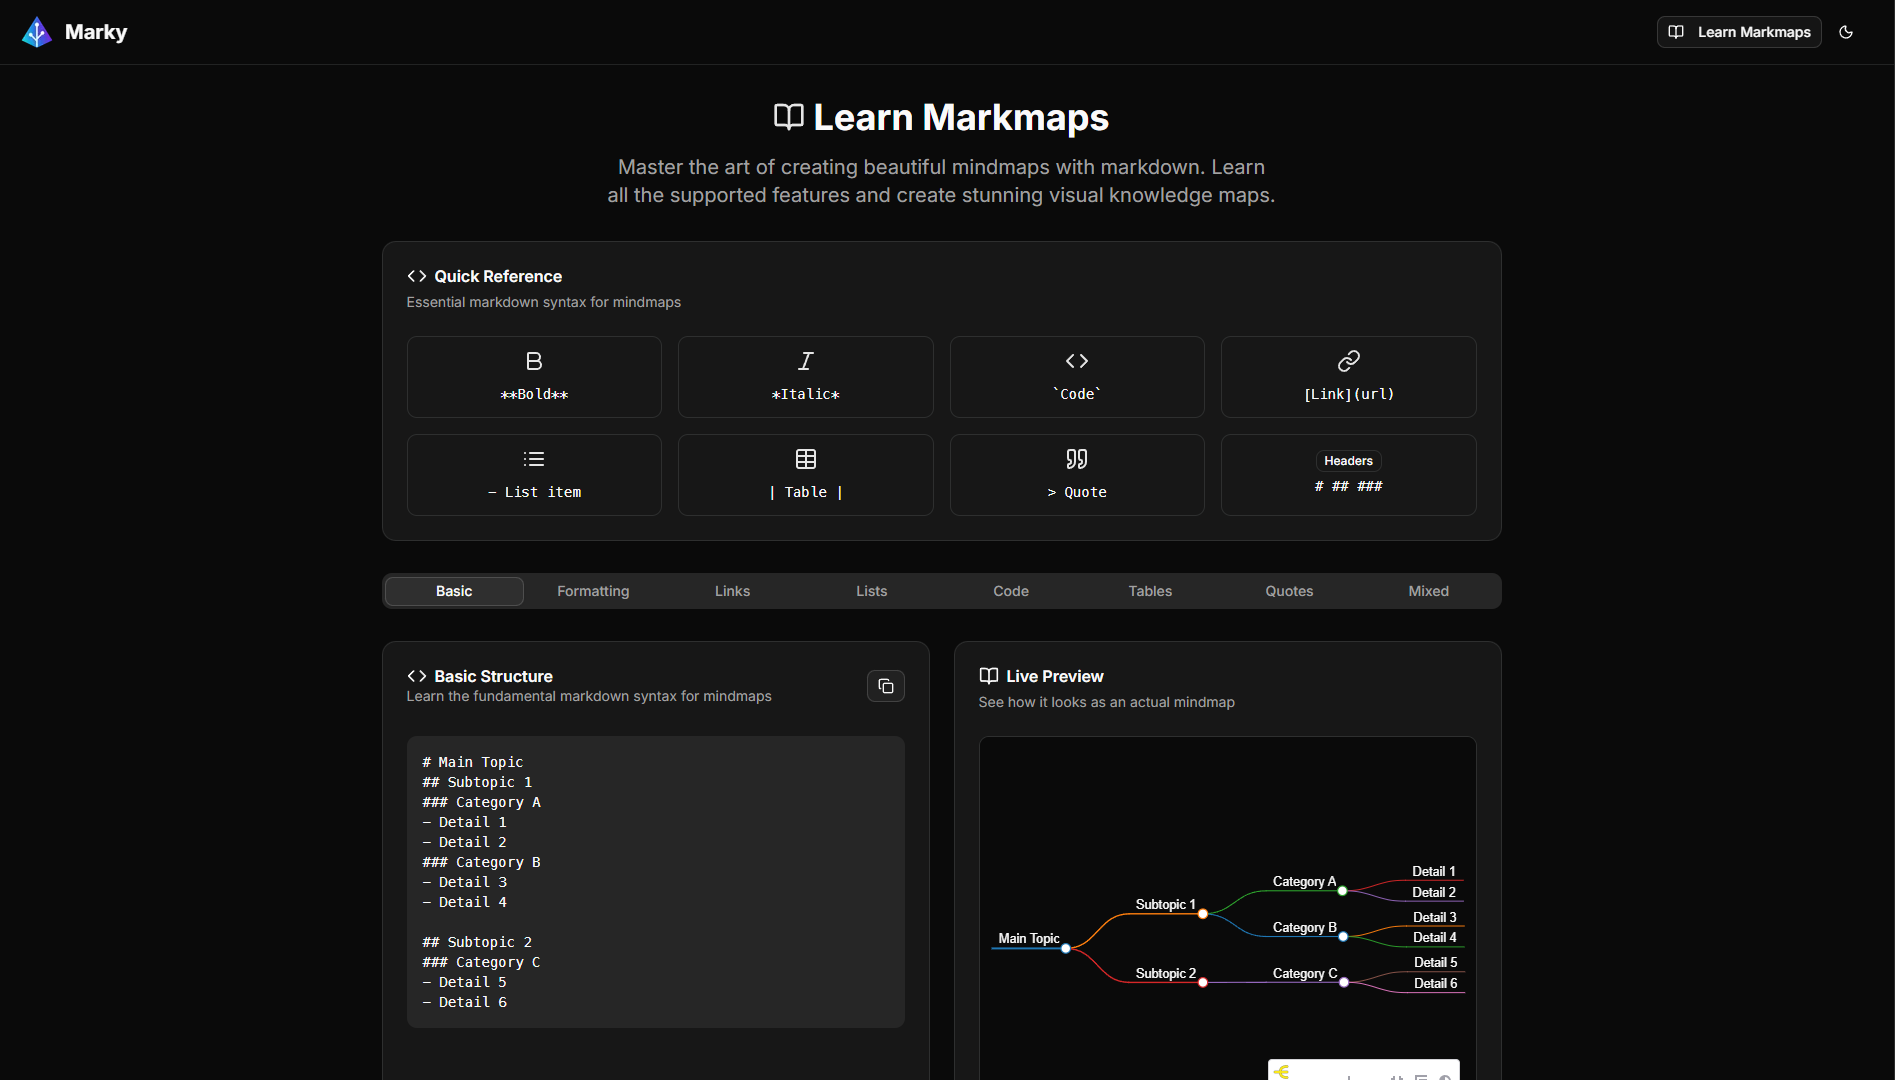 Marky
Learn Markmaps
Learn Markmaps
Master the art of creating beautiful mindmaps with markdown. Learn
all the supported features and create stunning visual knowledge maps.
Quick Reference
Essential markdown syntax for mindmaps
**Bold**
*Italic*
`Code`
[Link](url)
- List item
| Table |
> Quote
Headers
# ## ###
Basic
Formatting
Links
Lists
Code
Tables
Quotes
Mixed
Basic Structure
Learn the fundamental markdown syntax for mindmaps
# Main Topic
## Subtopic 1
### Category A
- Detail 1
- Detail 2
### Category B
- Detail 3
- Detail 4
## Subtopic 2
### Category C
- Detail 5
- Detail 6
Live Preview
See how it looks as an actual mindmap
Main Topic
Subtopic 1
Category A
Detail 1
Detail 2
Category B
Detail 3
Detail 4
Subtopic 2
Category C
Detail 5
Detail 6